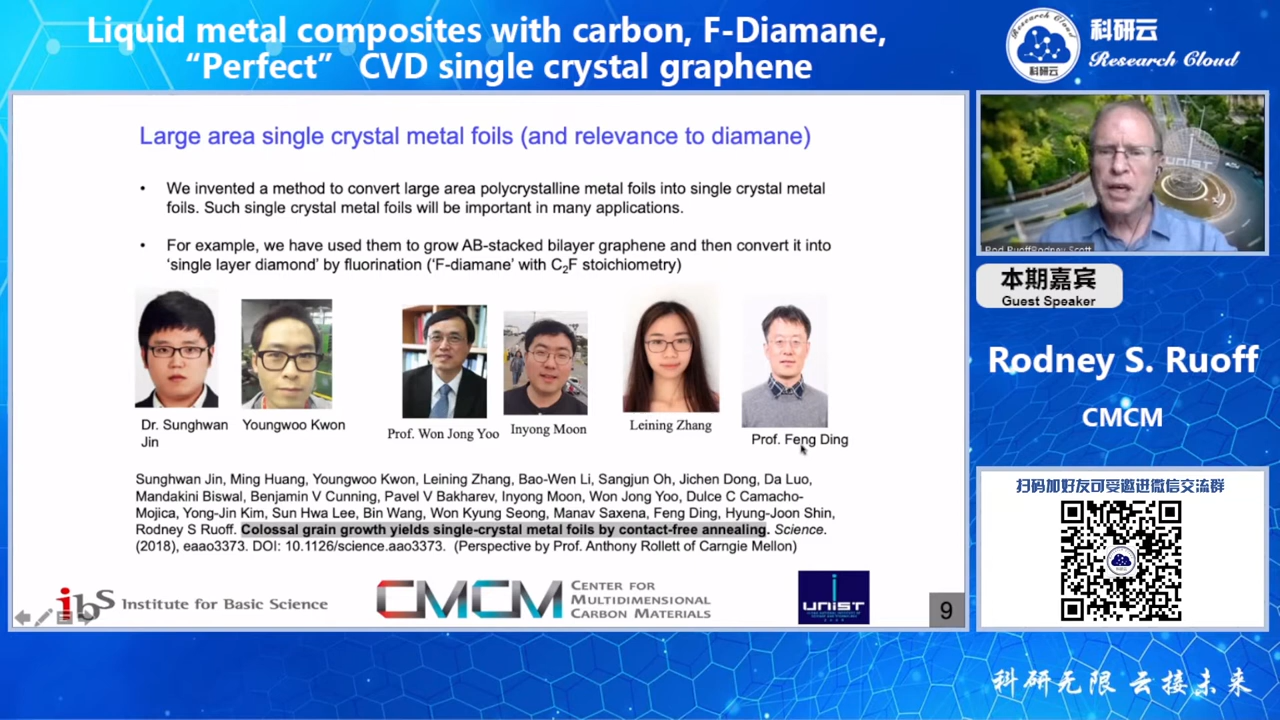 Liquid metal composites with carbon, F-Diamane,
“Perfect” CVD single crystal graphene
Research Cloud
科研云
科研云
Research Cloud
Large area single crystal metal foils (and relevance to diamane)
• We invented a method to convert large area polycrystalline metal foils into single crystal metal
foils. Such single crystal metal foils will be important in many applications.
• For example, we have used them to grow AB-stacked bilayer graphene and then convert it into
‘single layer diamond’ by fluorination (‘F-diamane’ with C₂F stoichiometry)
Dr. Sunghwan
Jin
Youngwoo Kwon
Prof. Won Jong Yoo
Inyong Moon
Leining Zhang
Prof. Feng Ding
Sunghwan Jin, Ming Huang, Youngwoo Kwon, Leining Zhang, Bao-Wen Li, Sangjun Oh, Jichen Dong, Da Luo,
Mandakini Biswal, Benjamin V Cunning, Pavel V Bakharev, Inyong Moon, Won Jong Yoo, Dulce C Camacho-
Mojica, Yong-Jin Kim, Sun Hwa Lee, Bin Wang, Won Kyung Seong, Manav Saxena, Feng Ding, Hyung-Joon Shin,
Rodney S Ruoff. Colossal grain growth yields single-crystal metal foils by contact-free annealing. Science.
(2018), eaao3373. DOI: 10.1126/science.aao3373. (Perspective by Prof. Anthony Rollett of Carngie Mellon)
ibs Institute for Basic Science
CMCM
CENTER FOR
MULTIDIMENSIONAL
CARBON MATERIALS
UNIST
9
UNIST
Rod RuoffRodney Scott
本期嘉宾
Guest Speaker
Rodney S. Ruoff
CMCM
扫码加好友可受邀进微信交流群
科研无限 云接未来